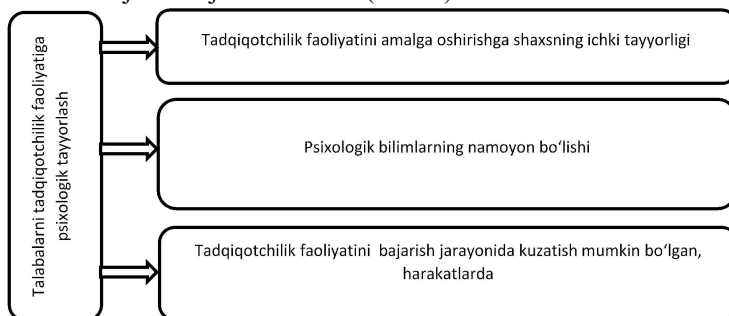 Talabalarni tadqiqotchilik faoliyatiga
psixologik tayyorlash
Tadqiqotchilik faoliyatini amalga oshirishga shaxsning ichki tayyorligi
Psixologik bilimlarning namoyon bo‘lishi
Tadqiqotchilik faoliyatini bajarish jarayonida kuzatish mumkin bo‘lgan,
harakatlarda